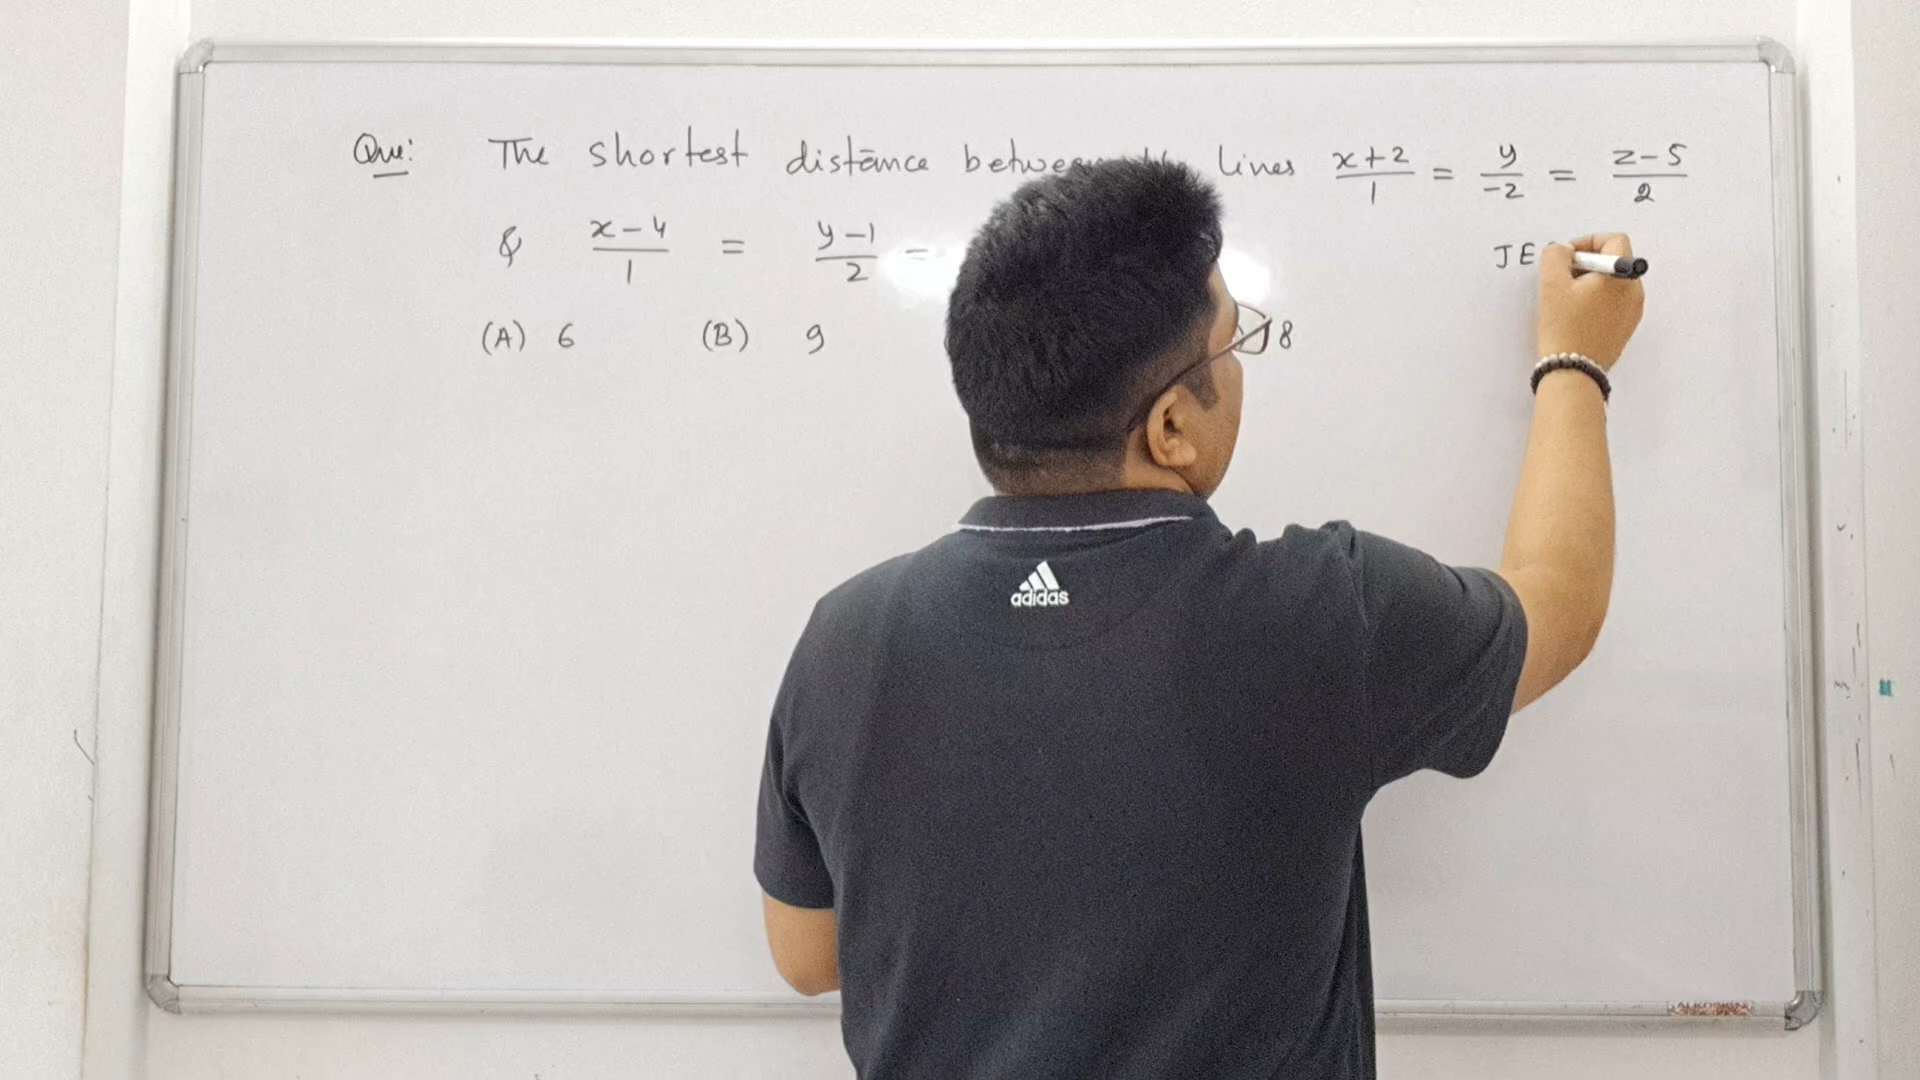 Que: The shortest distance between lines x+2/1 = y/-2 = z-5/2
& x-4/1 = y-1/2 =
JE
(A) 6 (B) 9 8
adidas